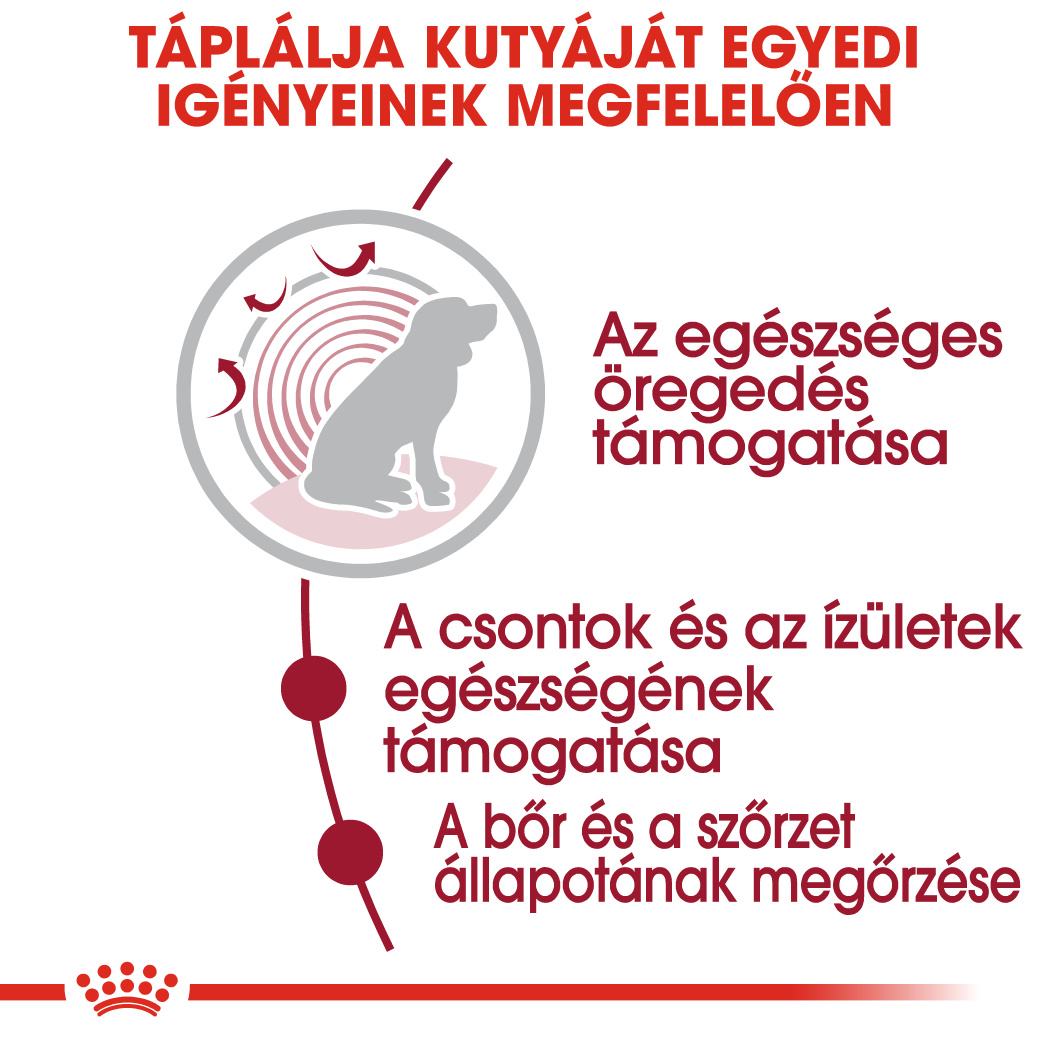 TÁPLÁLJA KUTYÁJÁT EGYEDI
IGÉNYEINEK MEGFELELŐEN
Az egészséges
öregedés
támogatása
A csontok és az ízületek
egészségének
támogatása
A bőr és a szőrzet
állapotának megőrzése